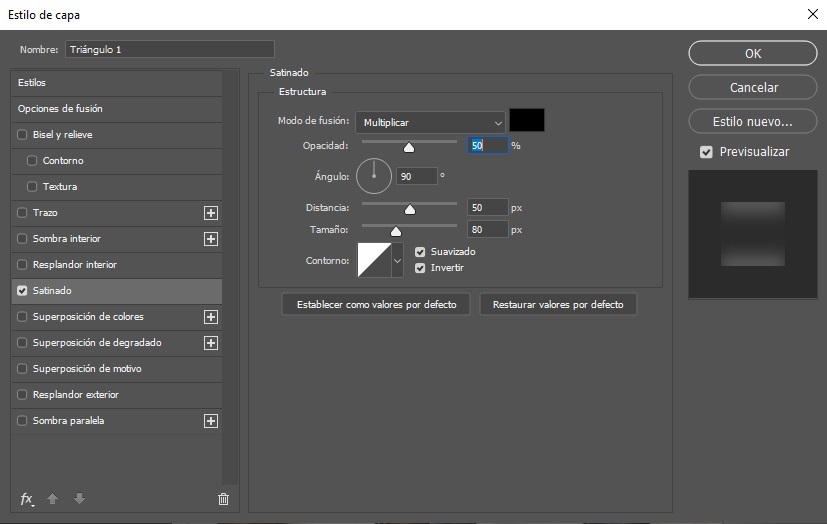 Estilo de capa
Nombre: Triángulo 1
Estilos
Opciones de fusión
Bisel y relieve
Contorno
Textura
Trazo
Sombra interior
Resplandor interior
Satinado
Superposición de colores
Superposición de degradado
Superposición de motivo
Resplandor exterior
Sombra paralela
fx
Satinado
Estructura
Modo de fusión: Multiplicar
Opacidad: 50 %
Ángulo: 90 °
Distancia: 50 px
Tamaño: 80 px
Contorno:
Suavizado
Invertir
Establecer como valores por defecto
Restaurar valores por defecto
OK
Cancelar
Estilo nuevo...
Previsualizar